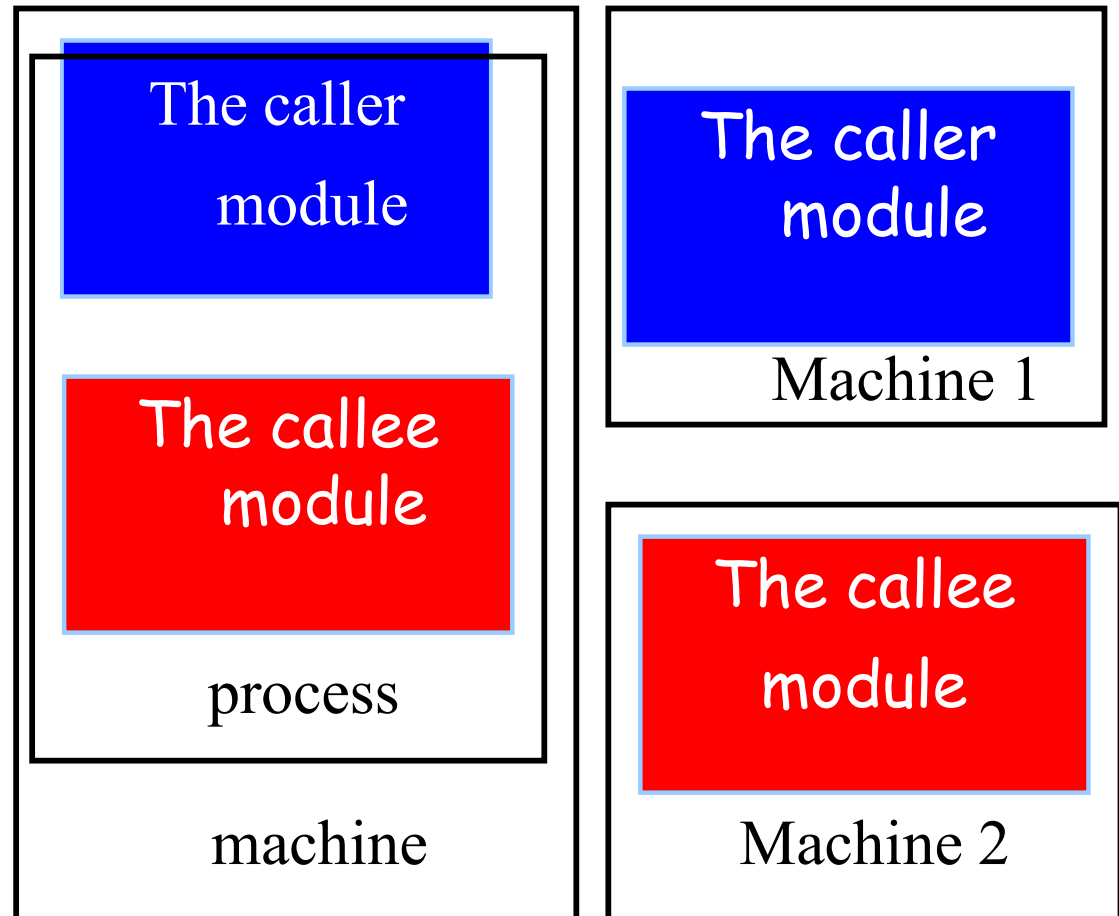 The caller
module
The callee
module
process
machine
The caller
module
Machine 1
The callee
module
Machine 2